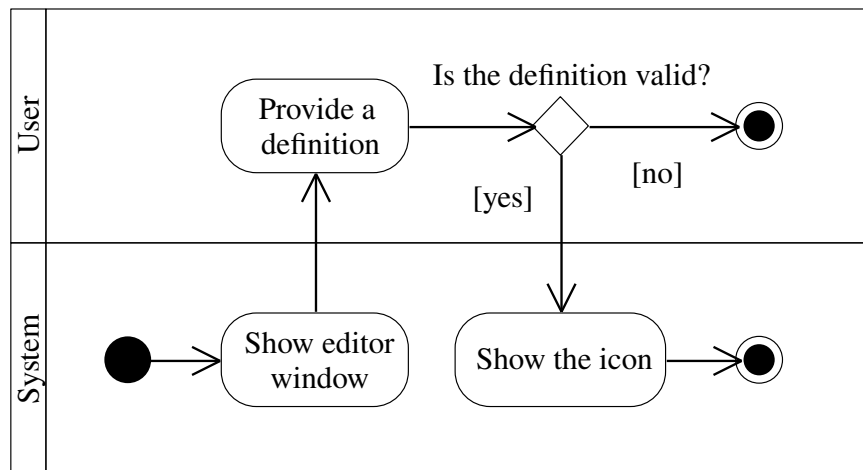 User
Is the definition valid?
Provide a
definition
[yes]
[no]
System
Show editor
window
Show the icon